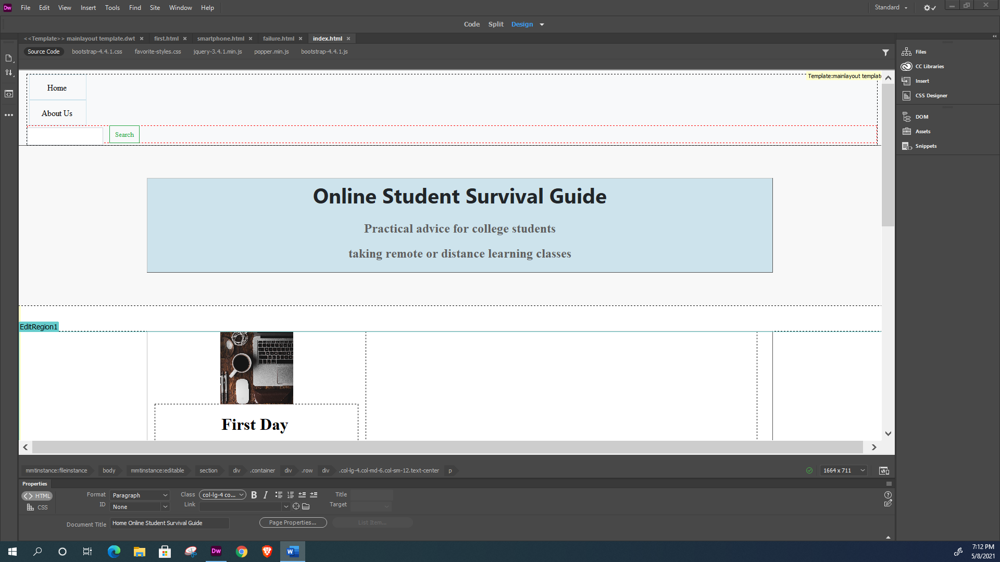 Dw File Edit View Insert Tools Find Site Window Help Standard
Code Split Design
<<Template>> mainlayout template.dwt first.html smartphone.html failure.html index.html
Source Code bootstrap-4.4.1.css favorite-styles.css jquery-3.4.1.min.js popper.min.js bootstrap-4.4.1.js
Files
CC Libraries
Insert
CSS Designer
DOM
Assets
Snippets
Template:mainlayout template
Home
About Us
Search
Online Student Survival Guide
Practical advice for college students
taking remote or distance learning classes
EditRegion1
First Day
mmtinstance:fileinstance body mmtinstance:editable section div .container div .row div .col-lg-4.col-md-6.col-sm-12.text-center p 1664 x 711
Properties
<> HTML Format Paragraph Class col-lg-4 co... B I Title
CSS ID None Link Target
Document Title Home Online Student Survival Guide Page Properties... List Item...
Dw W 7:12 PM
5/8/2021